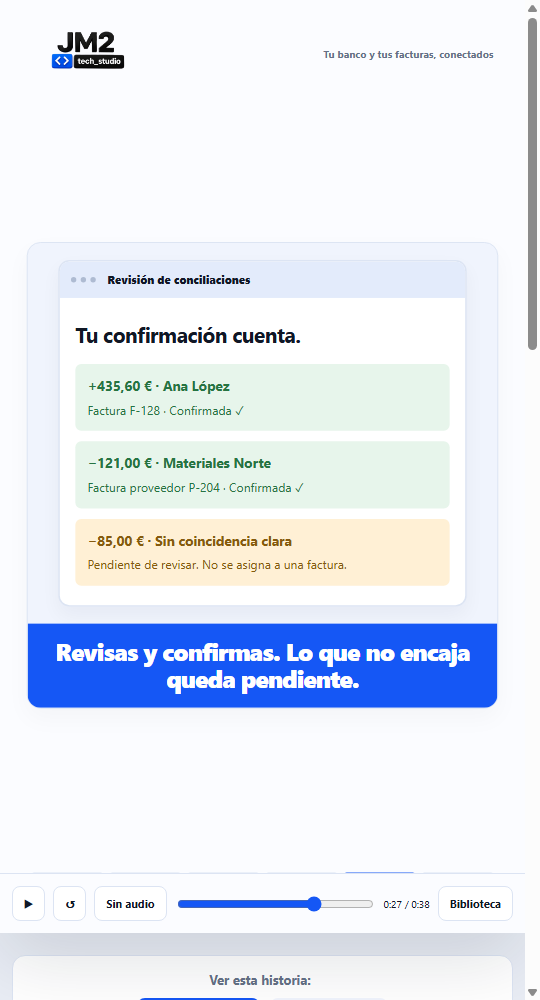 JM2
tech_studio
Tu banco y tus facturas, conectados
Revisión de conciliaciones
Tu confirmación cuenta.
+435,60 € · Ana López
Factura F-128 · Confirmada ✓
−121,00 € · Materiales Norte
Factura proveedor P-204 · Confirmada ✓
−85,00 € · Sin coincidencia clara
Pendiente de revisar. No se asigna a una factura.
Revisas y confirmas. Lo que no encaja
queda pendiente.
▶ ↺ Sin audio 0:27 / 0:38 Biblioteca
Ver esta historia: